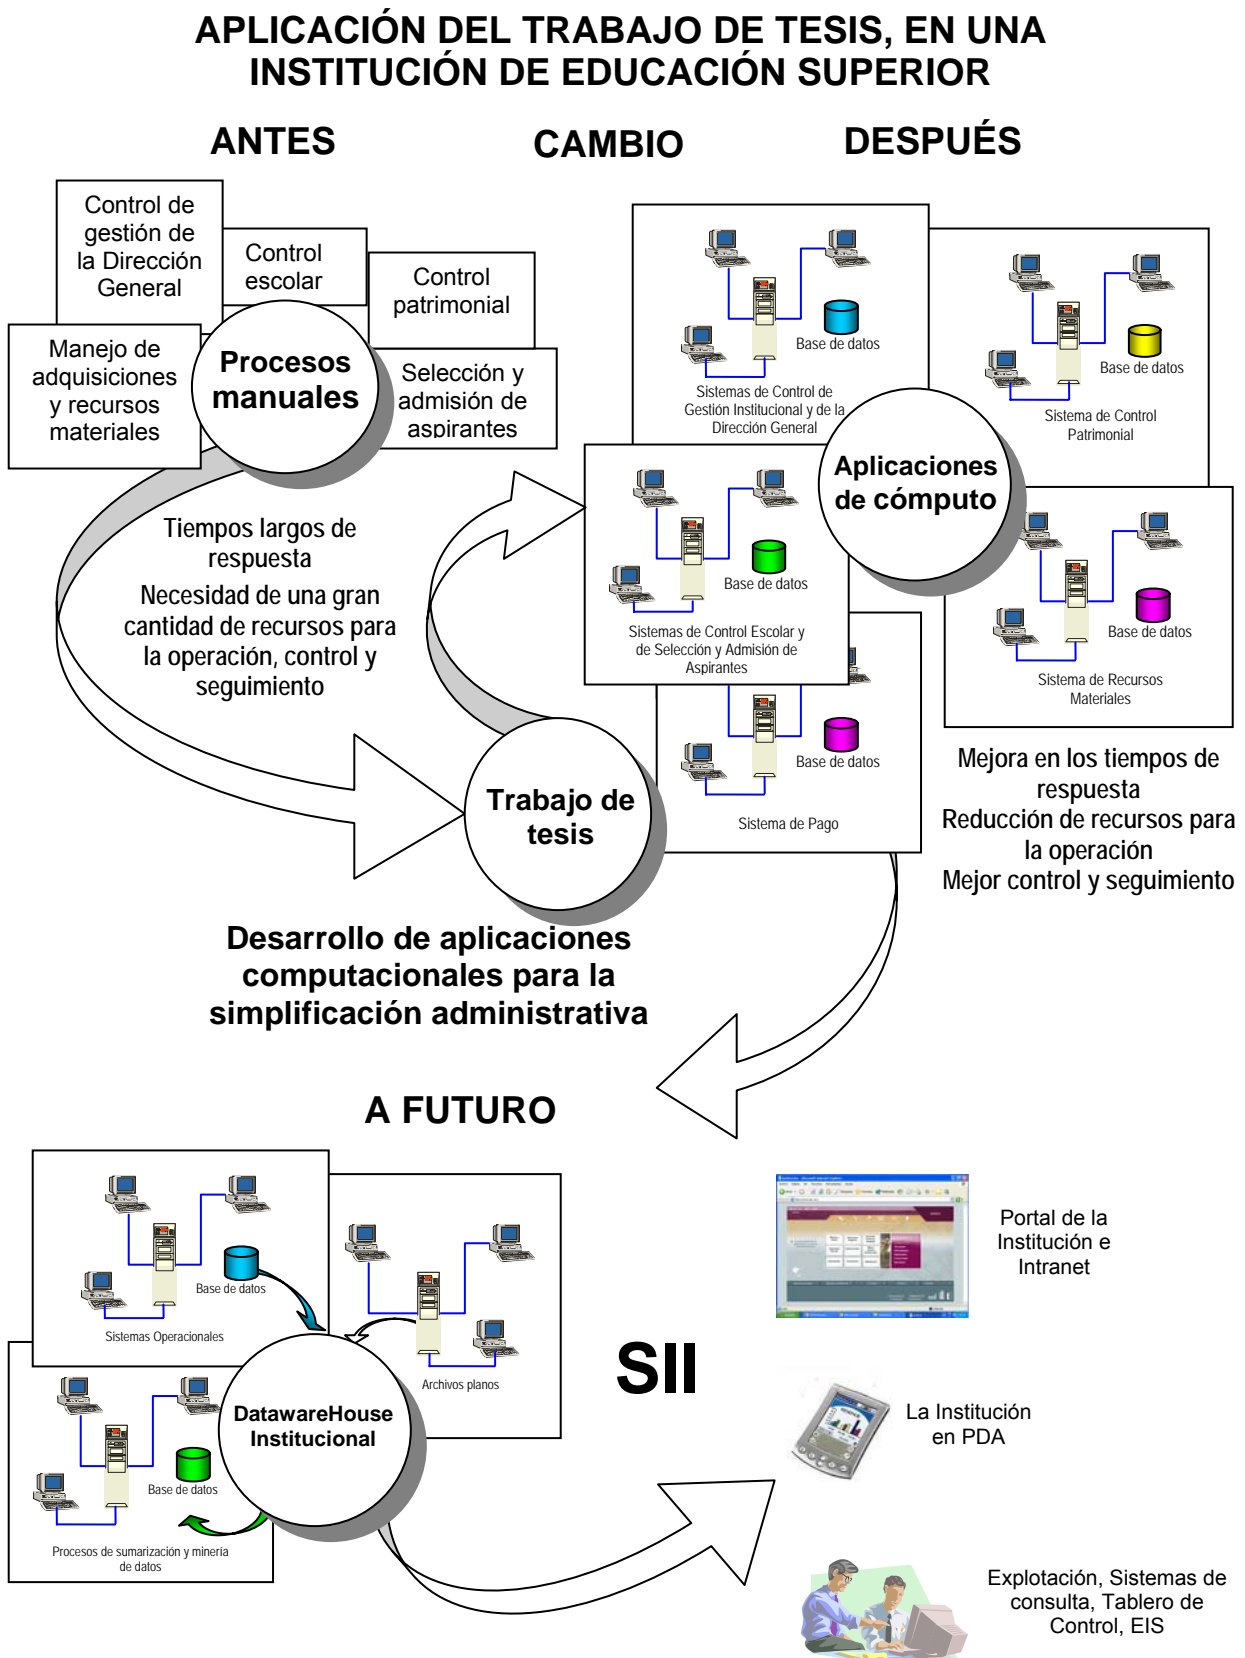 APLICACIÓN DEL TRABAJO DE TESIS, EN UNA
INSTITUCIÓN DE EDUCACIÓN SUPERIOR
ANTES
CAMBIO
DESPUÉS
Control de
gestión de
la Dirección
General
Control
escolar
Control
patrimonial
Manejo de
adquisiciones
y recursos
materiales
Procesos
manuales
Selección y
admisión de
aspirantes
Tiempos largos de
respuesta
Necesidad de una gran
cantidad de recursos para
la operación, control y
seguimiento
Base de datos
Sistemas de Control de
Gestión Institucional y de la
Dirección General
Base de datos
Sistema de Control
Patrimonial
Aplicaciones
de cómputo
Base de datos
Sistemas de Control Escolar y
de Selección y Admisión de
Aspirantes
Base de datos
Sistema de Recursos
Materiales
Base de datos
Sistema de Pago
Trabajo de
tesis
Mejora en los tiempos de
respuesta
Reducción de recursos para
la operación
Mejor control y seguimiento
Desarrollo de aplicaciones
computacionales para la
simplificación administrativa
A FUTURO
Base de datos
Sistemas Operacionales
Archivos planos
DatawareHouse
Institucional
Base de datos
Procesos de sumarización y minería
de datos
SII
Portal de la
Institución e
Intranet
La Institución
en PDA
Explotación, Sistemas de
consulta, Tablero de
Control, EIS